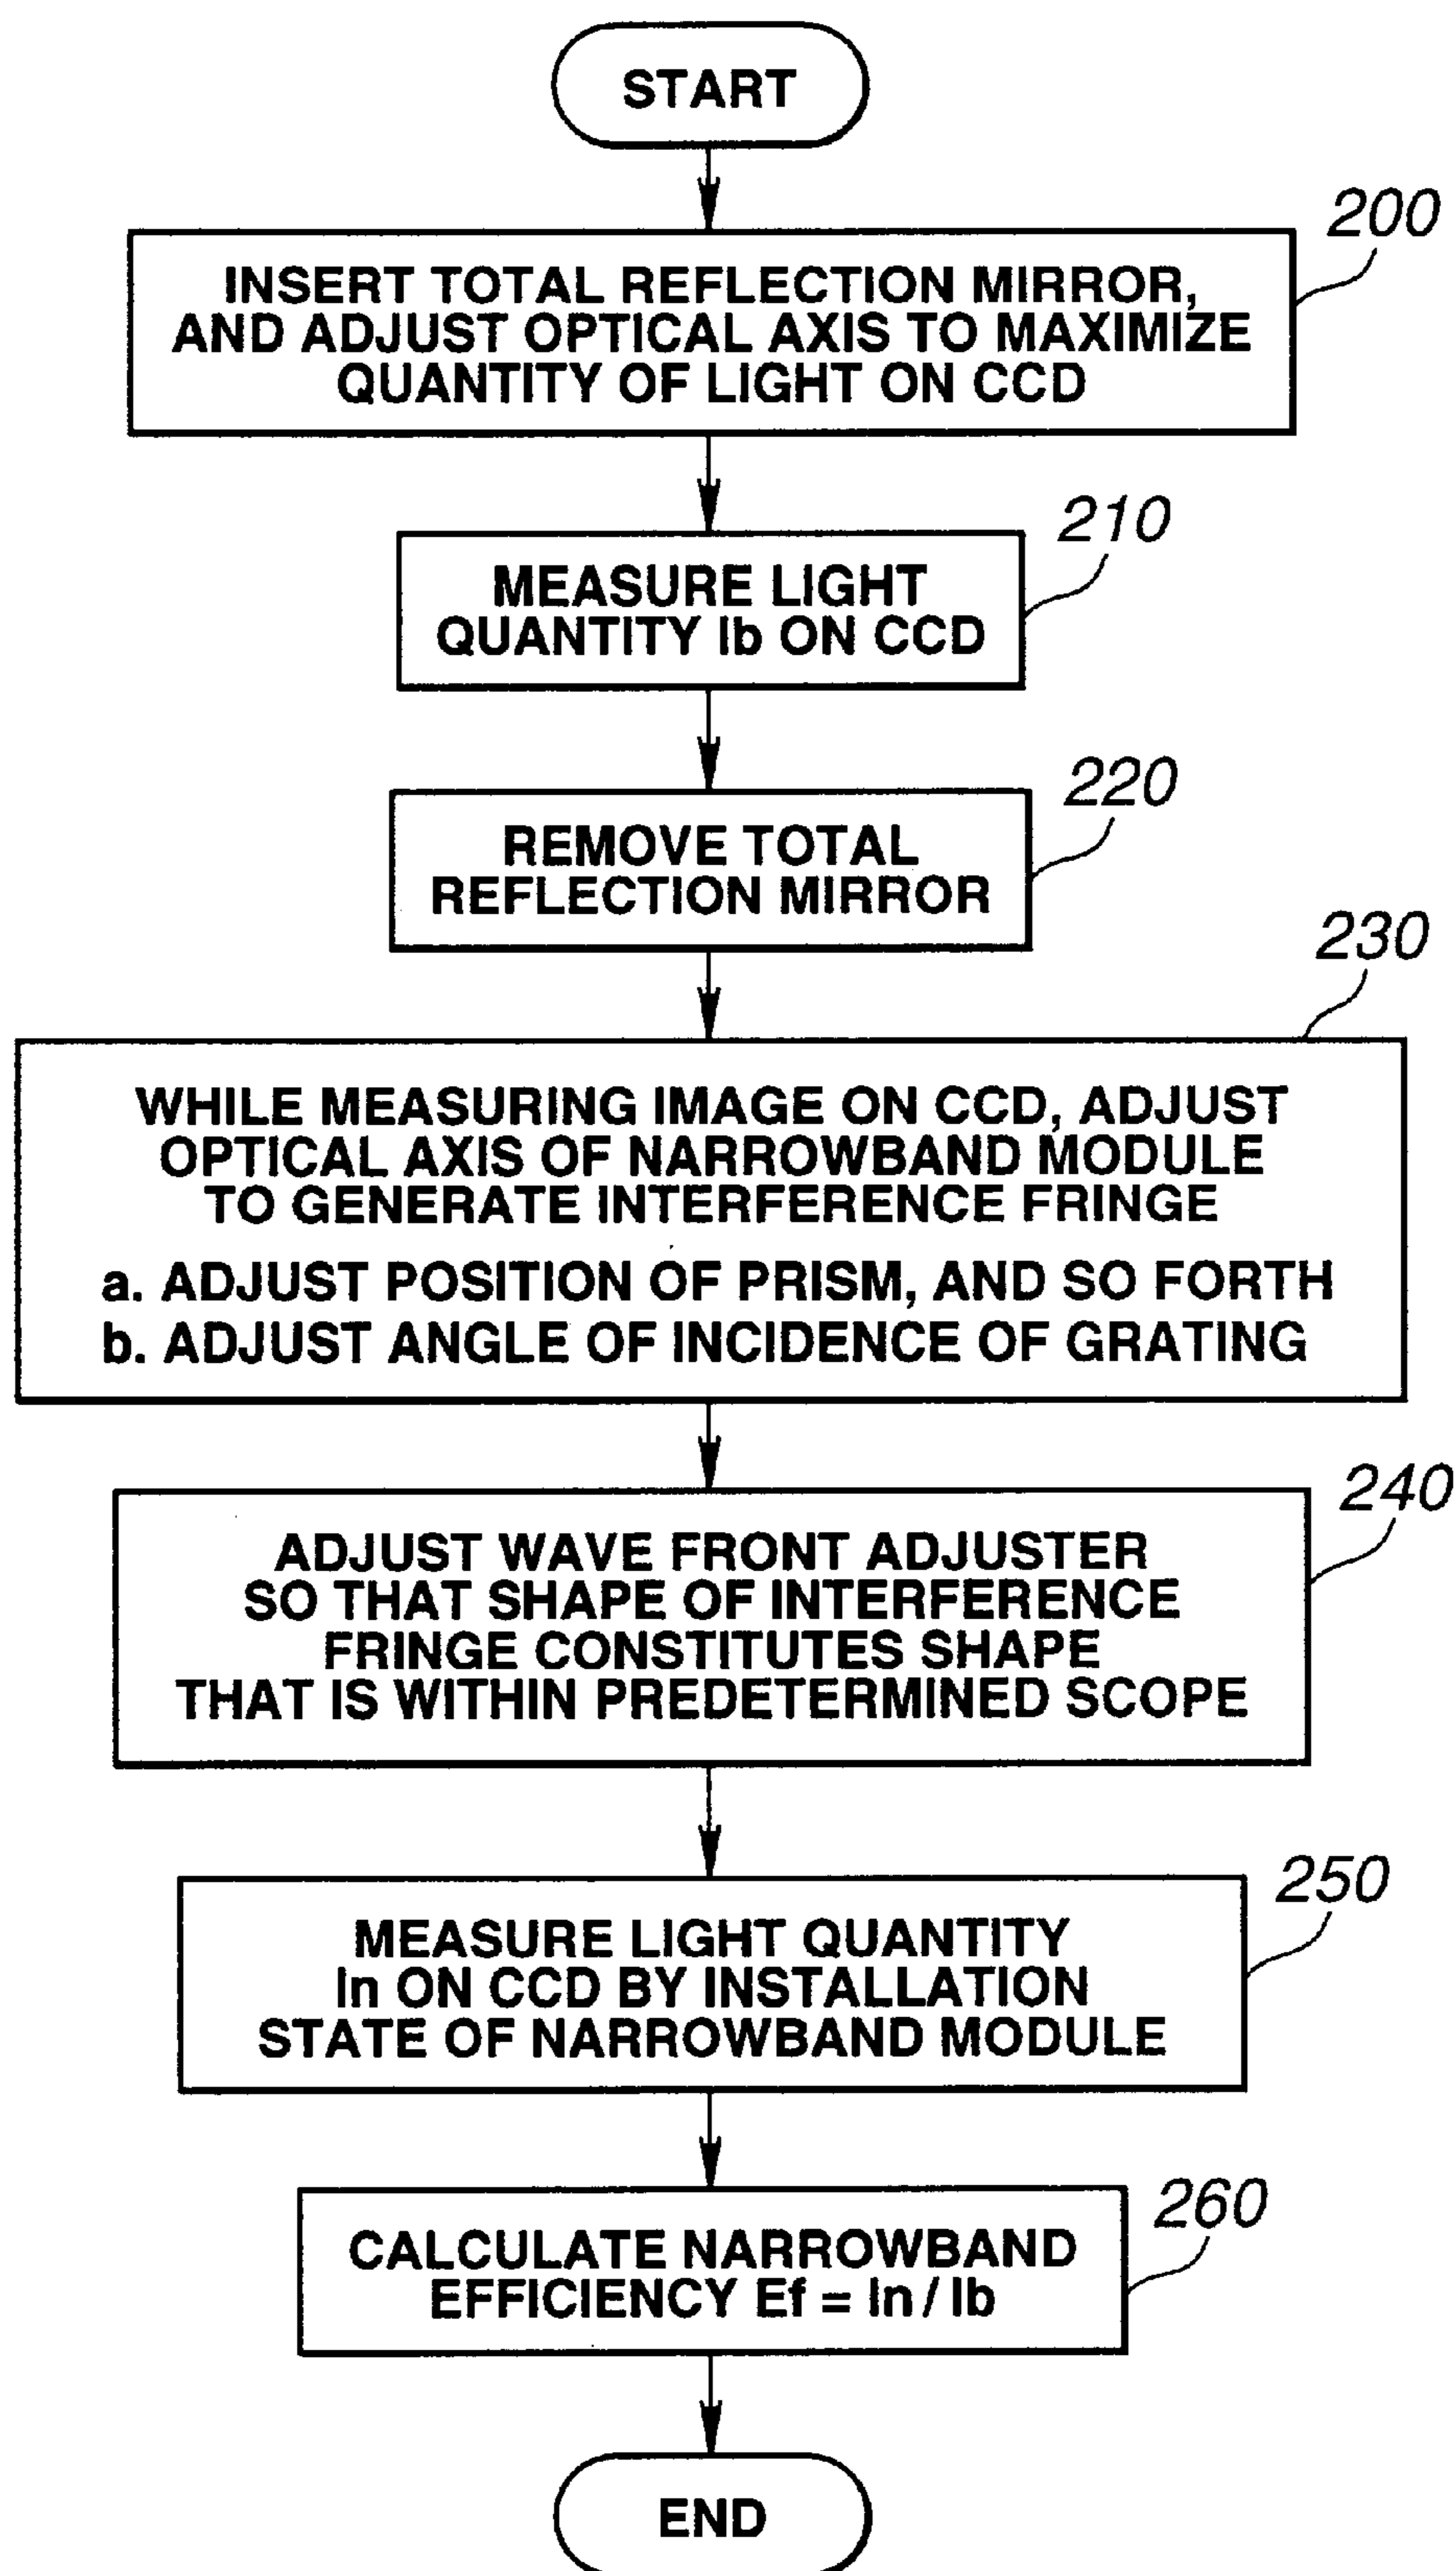 START
200
INSERT TOTAL REFLECTION MIRROR,
AND ADJUST OPTICAL AXIS TO MAXIMIZE
QUANTITY OF LIGHT ON CCD
210
MEASURE LIGHT
QUANTITY Ib ON CCD
220
REMOVE TOTAL
REFLECTION MIRROR
230
WHILE MEASURING IMAGE ON CCD, ADJUST
OPTICAL AXIS OF NARROWBAND MODULE
TO GENERATE INTERFERENCE FRINGE
a. ADJUST POSITION OF PRISM, AND SO FORTH
b. ADJUST ANGLE OF INCIDENCE OF GRATING
240
ADJUST WAVE FRONT ADJUSTER
SO THAT SHAPE OF INTERFERENCE
FRINGE CONSTITUTES SHAPE
THAT IS WITHIN PREDETERMINED SCOPE
250
MEASURE LIGHT QUANTITY
In ON CCD BY INSTALLATION
STATE OF NARROWBAND MODULE
260
CALCULATE NARROWBAND
EFFICIENCY Ef = In / Ib
END